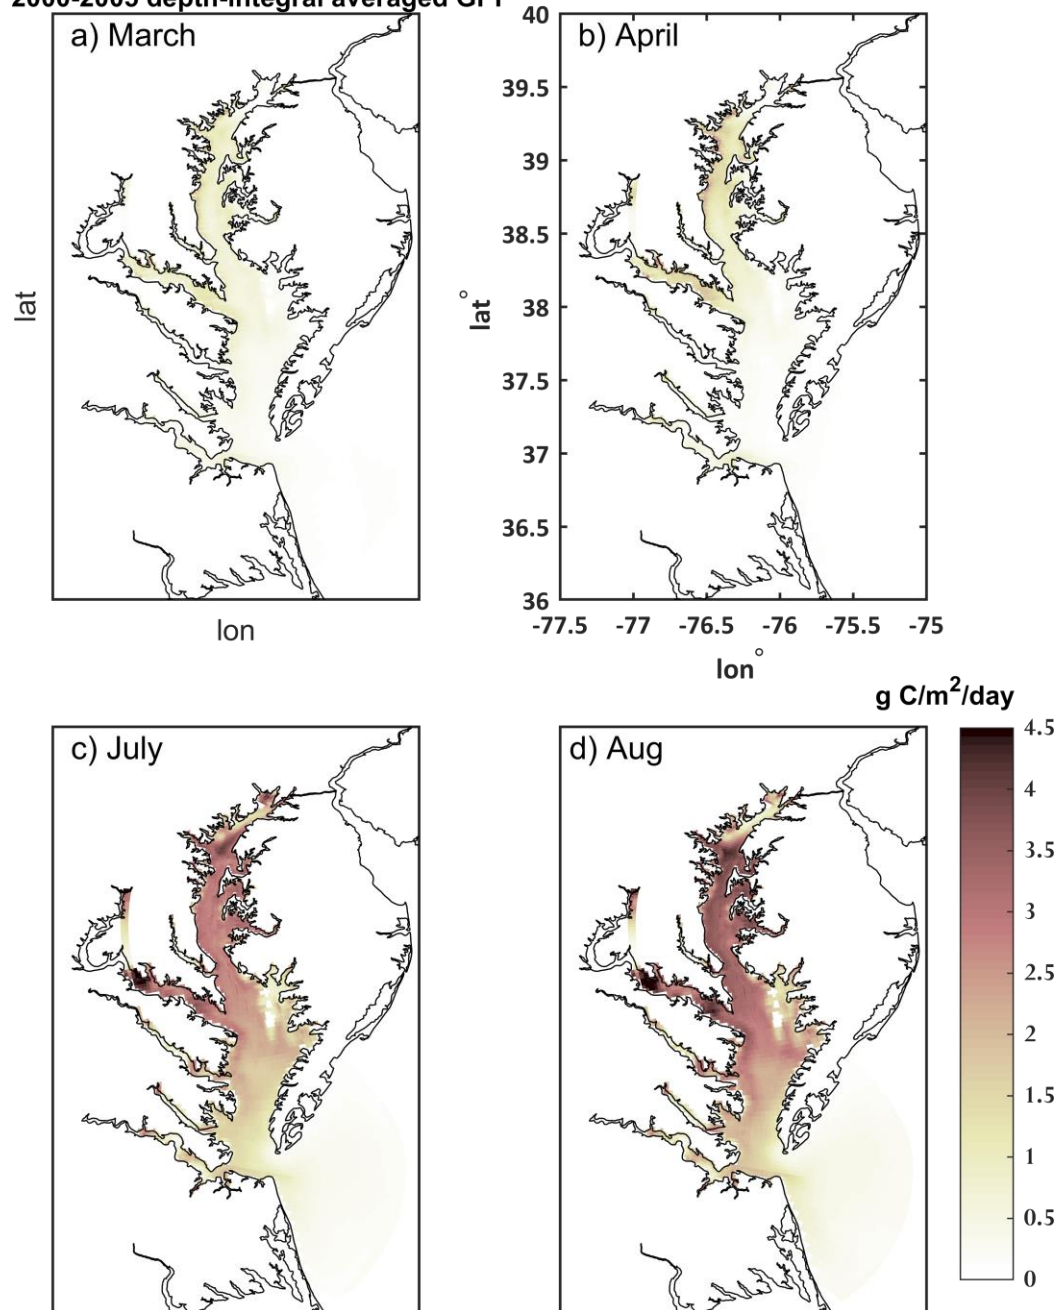 2000-2005 depth-integral averaged GPP
a) March
b) April
40
39.5
39
38.5
38
37.5
37
36.5
36
lat
lat°
-77.5 -77 -76.5 -76 -75.5 -75
lon
lon°
g C/m²/day
c) July
d) Aug
4.5
4
3.5
3
2.5
2
1.5
1
0.5
0